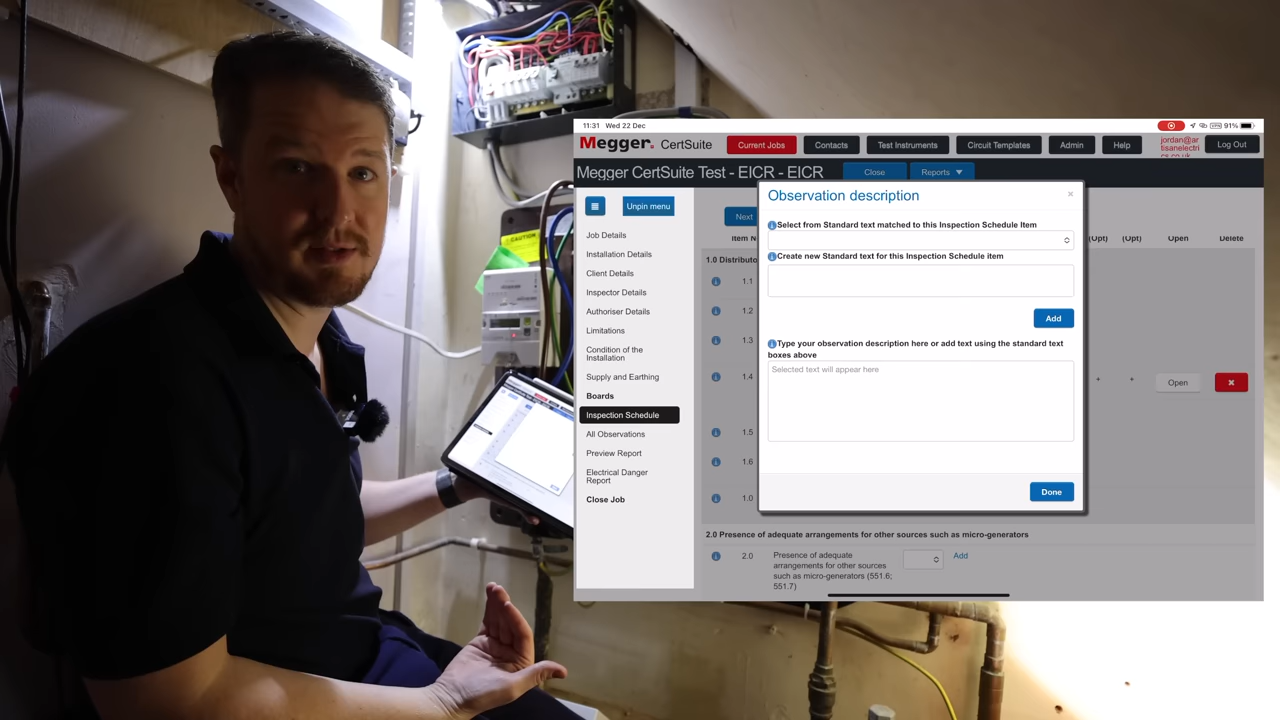 CAUTION
11:31 Wed 22 Dec
VPN 91%
Megger. CertSuite
Current Jobs
Contacts
Test Instruments
Circuit Templates
Admin
Help
jordan@ar
tisanelectri
cs.co.uk
Log Out
Megger CertSuite Test - EICR - EICR
Close
Reports
Unpin menu
Job Details
Installation Details
Client Details
Inspector Details
Authoriser Details
Limitations
Condition of the
Installation
Supply and Earthing
Boards
Inspection Schedule
All Observations
Preview Report
Electrical Danger
Report
Close Job
Next
Item N
1.0 Distributo
1.1
1.2
1.3
1.4
1.5
1.6
1.0
(Opt)
(Opt)
Open
Delete
+
+
Open
Observation description
Select from Standard text matched to this Inspection Schedule Item
Create new Standard text for this Inspection Schedule item
Add
Type your observation description here or add text using the standard text
boxes above
Selected text will appear here
Done
2.0 Presence of adequate arrangements for other sources such as micro-generators
2.0
Presence of adequate
arrangements for other sources
such as micro-generators (551.6;
551.7)
Add